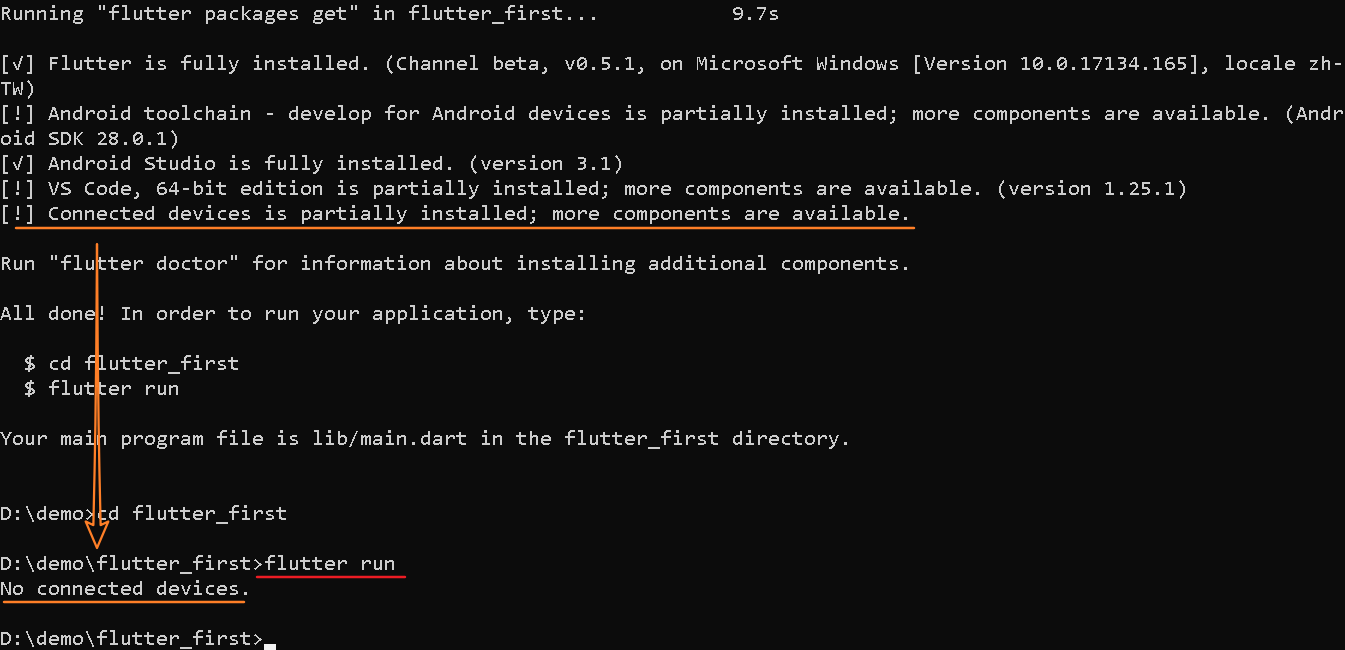 Running "flutter packages get" in flutter_first...           9.7s
[√] Flutter is fully installed. (Channel beta, v0.5.1, on Microsoft Windows [Version 10.0.17134.165], locale zh-
TW)
[!] Android toolchain - develop for Android devices is partially installed; more components are available. (Andr
oid SDK 28.0.1)
[√] Android Studio is fully installed. (version 3.1)
[!] VS Code, 64-bit edition is partially installed; more components are available. (version 1.25.1)
[!] Connected devices is partially installed; more components are available.
Run "flutter doctor" for information about installing additional components.
All done! In order to run your application, type:
  $ cd flutter_first
  $ flutter run
Your main program file is lib/main.dart in the flutter_first directory.
D:\demo>cd flutter_first
D:\demo\flutter_first>flutter run
No connected devices.
D:\demo\flutter_first>